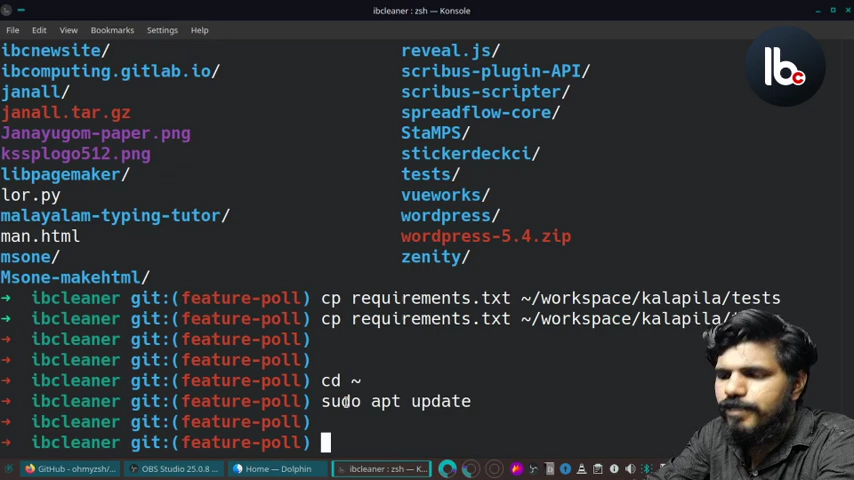 ibcleaner : zsh — Konsole
File Edit View Bookmarks Settings Help
ibcnewsite/ reveal.js/
ibcomputing.gitlab.io/ scribus-plugin-API/
janall/ scribus-scripter/
janall.tar.gz spreadflow-core/
Janayugom-paper.png StaMPS/
kssplogo512.png stickerdeckci/
libpagemaker/ tests/
lor.py vueworks/
malayalam-typing-tutor/ wordpress/
man.html wordpress-5.4.zip
msone/ zenity/
Msone-makehtml/
➜ ibcleaner git:(feature-poll) cp requirements.txt ~/workspace/kalapila/tests
➜ ibcleaner git:(feature-poll) cp requirements.txt ~/workspace/kalapila/
➜ ibcleaner git:(feature-poll)
➜ ibcleaner git:(feature-poll)
➜ ibcleaner git:(feature-poll) cd ~
➜ ibcleaner git:(feature-poll) sudo apt update
➜ ibcleaner git:(feature-poll)
➜ ibcleaner git:(feature-poll)
GitHub - ohmyzsh/... OBS Studio 25.0.8 ... Home — Dolphin ibcleaner : zsh — K...
Ibc